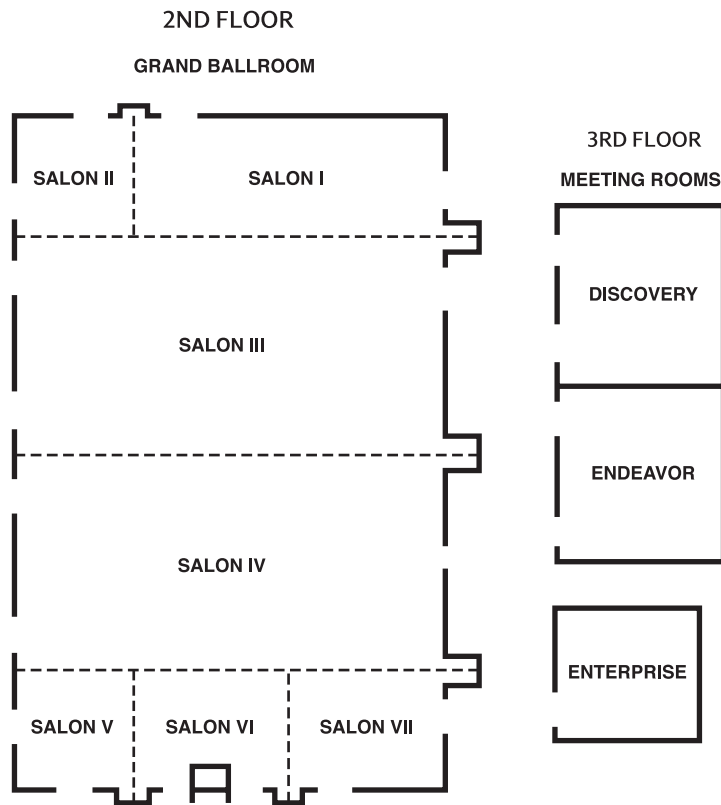 2ND FLOOR
GRAND BALLROOM
SALON II
SALON I
SALON III
SALON IV
SALON V
SALON VI
SALON VII
3RD FLOOR
MEETING ROOMS
DISCOVERY
ENDEAVOR
ENTERPRISE